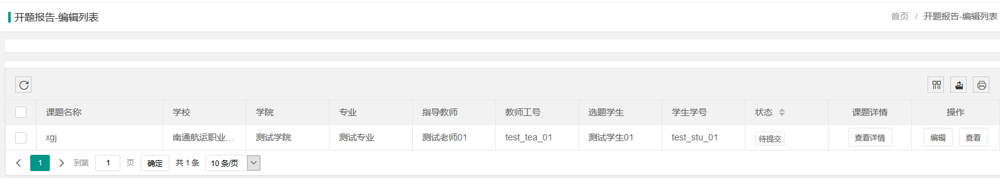 开题报告-编辑列表
首页 / 开题报告-编辑列表
课题名称 学校 学院 专业 指导教师 教师工号 选题学生 学生学号 状态 课题详情 操作
xgj 南通航运职业... 测试学院 测试专业 测试老师01 test_tea_01 测试学生01 test_stu_01 待提交 查看详情 编辑 查看
1 到第 1 页 确定 共 1 条 10 条/页